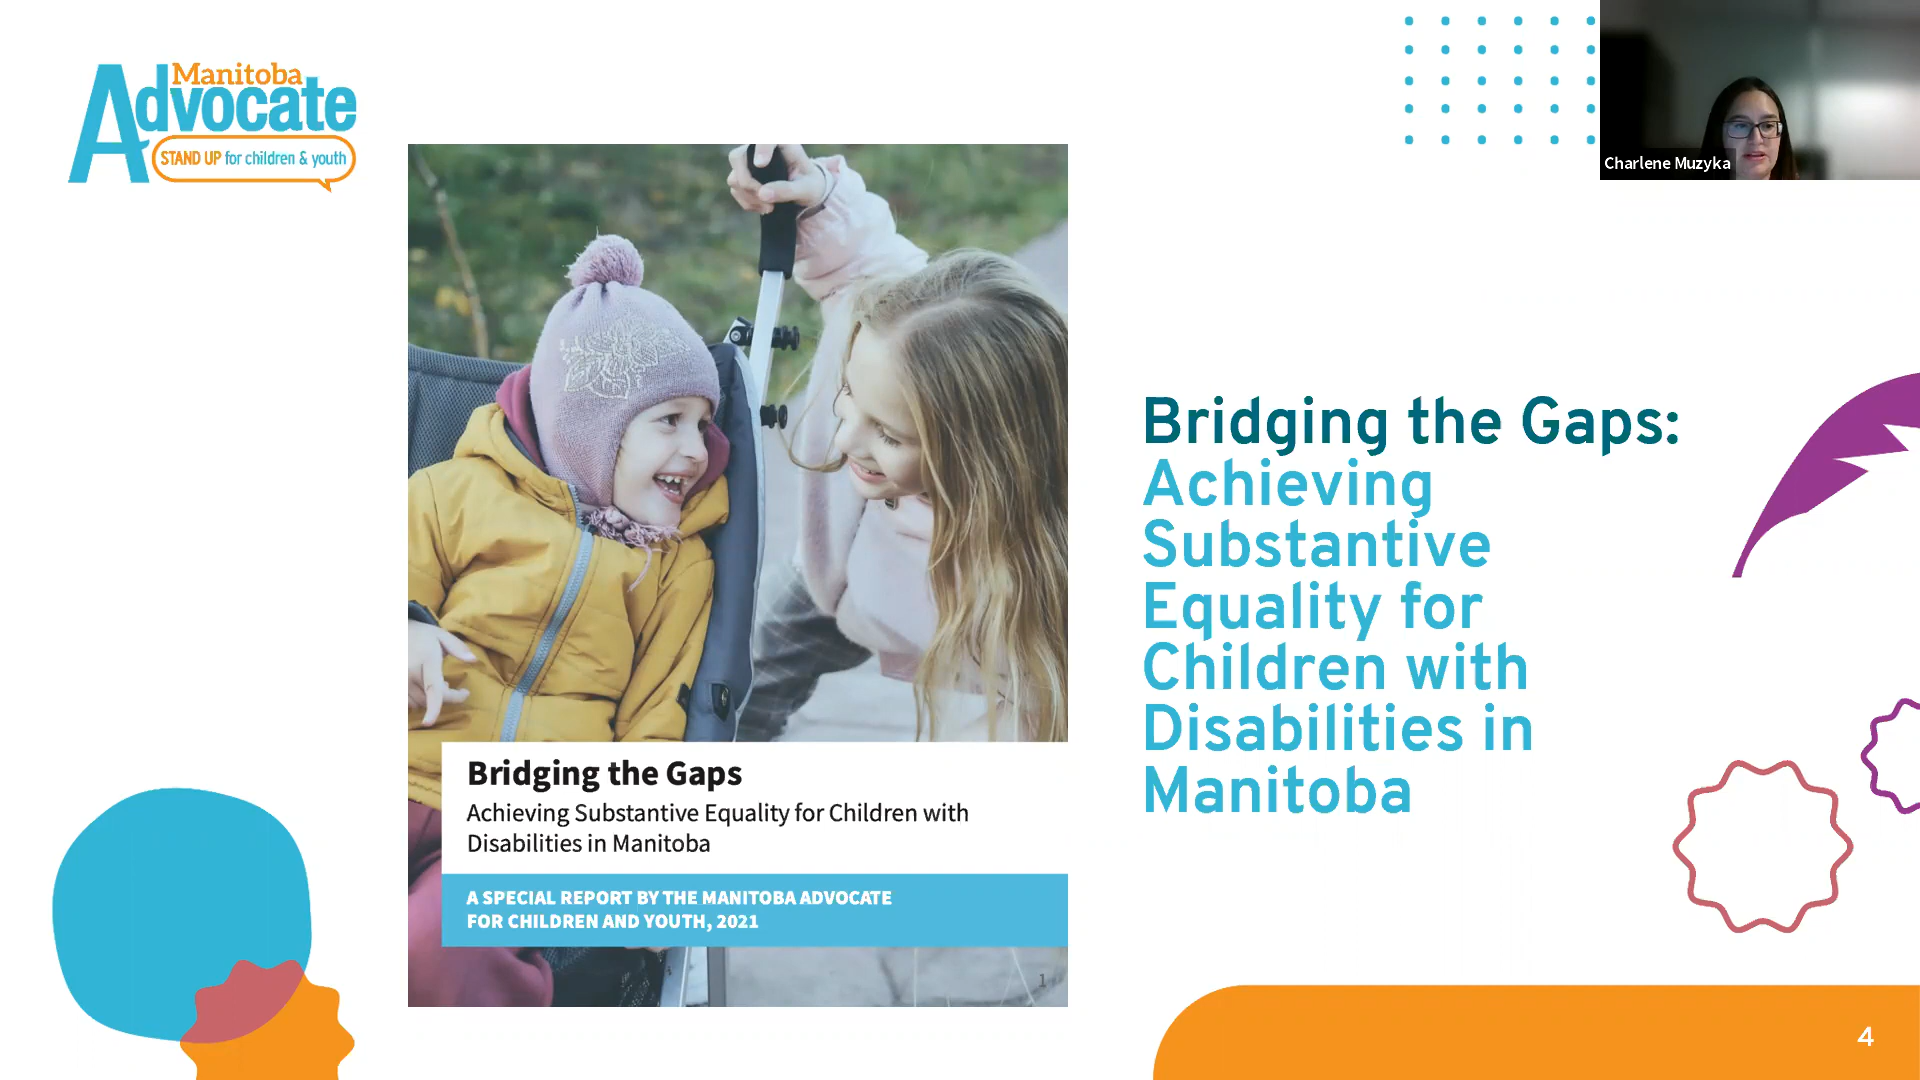 Manitoba
Advocate
STAND UP for children & youth
Charlene Muzyka
Bridging the Gaps
Achieving Substantive Equality for Children with
Disabilities in Manitoba
A SPECIAL REPORT BY THE MANITOBA ADVOCATE
FOR CHILDREN AND YOUTH, 2021
1
Bridging the Gaps:
Achieving
Substantive
Equality for
Children with
Disabilities in
Manitoba
4